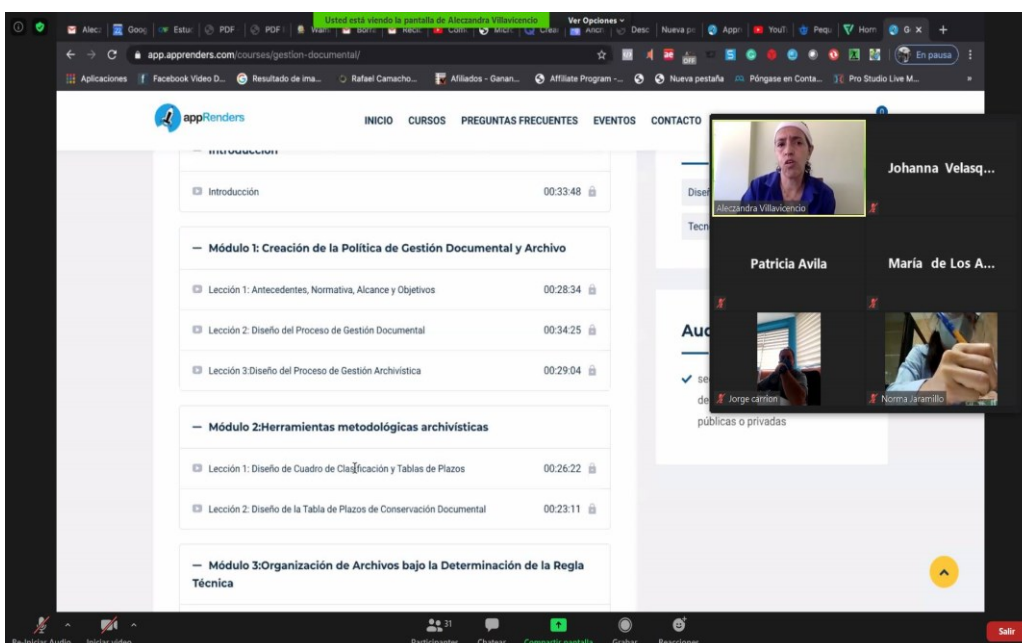 Usted está viendo la pantalla de Aleczandra Villavicencio
Ver Opciones
app.apprenders.com/courses/gestion-documental/
En pausa
Aplicaciones
Facebook Video D...
Resultado de ima...
Rafael Camacho...
Afiliados - Ganan...
Affiliate Program -...
Nueva pestaña
Póngase en Conta...
Pro Studio Live M...
appRenders
INICIO CURSOS PREGUNTAS FRECUENTES EVENTOS CONTACTO
— Introducción
Introducción 00:33:48
— Módulo 1: Creación de la Política de Gestión Documental y Archivo
Lección 1: Antecedentes, Normativa, Alcance y Objetivos 00:28:34
Lección 2: Diseño del Proceso de Gestión Documental 00:34:25
Lección 3:Diseño del Proceso de Gestión Archivística 00:29:04
— Módulo 2:Herramientas metodológicas archivísticas
Lección 1: Diseño de Cuadro de Clasificación y Tablas de Plazos 00:26:22
Lección 2: Diseño de la Tabla de Plazos de Conservación Documental 00:23:11
— Módulo 3:Organización de Archivos bajo la Determinación de la Regla
Técnica
Aleczandra Villavicencio
Johanna Velasq...
Patricia Avila
María de Los A...
Jorge carrion
Norma Jaramillo
públicas o privadas
31
Participantes
Chatear
Compartir pantalla
Grabar
Reacciones
Salir